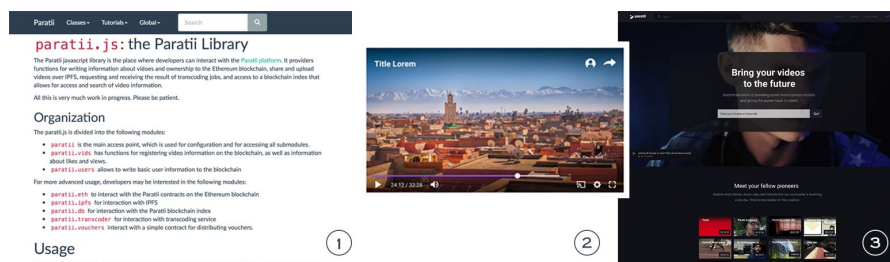 Paratii Classes Tutorials Global Search
paratii.js: the Paratii Library
The Paratii javascript library is the place where developers can interact with the Paratii platform. It providers
functions for writing information about vidoes and ownership to the Ethereum blockchain, share and upload
videos over IPFS, requesting and receiving the result of transcoding jobs, and access to a blockchain index that
allows for access and search of video information.
All this is very much work in progress. Please be patient.
Organization
The paratii.js is divided into the following modules:
paratii is the main access point, which is used for configuration and for accessing all submodules.
paratii.vids has functions for registering video information on the blockchain, as well as information
about likes and views.
paratii.users allows to write basic user information to the blockchain
For more advanced usage, developers may be interested in the following modules:
paratii.eth to interact with the Paratii contracts on the Ethereum blockchain
paratii.ipfs for interaction with IPFS
paratii.db for interaction with the Paratii blockchain index
paratii.transcoder for interaction with transcoding service
paratii.vouchers interact with a simple contract for distributing vouchers.
Usage
1
Title Lorem
24:12 / 32:26
2
paratii
Bring your videos
to the future
Meet your fellow pioneers
3